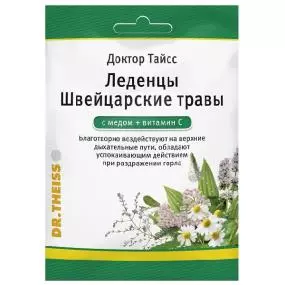 Доктор Тайсс
Леденцы
Швейцарские травы
с медом + витамин С
Благотворно воздействуют на верхние
дыхательные пути, обладают
успокаивающим действием
при раздражении горла
DR.THEISS